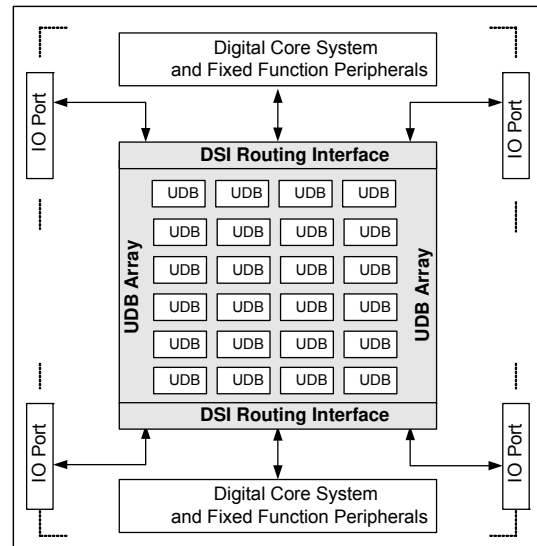 Digital Core System
and Fixed Function Peripherals
IO Port
IO Port
DSI Routing Interface
UDB UDB UDB UDB
UDB UDB UDB UDB
UDB UDB UDB UDB
UDB UDB UDB UDB
UDB UDB UDB UDB
UDB UDB UDB UDB
UDB Array
UDB Array
DSI Routing Interface
IO Port
IO Port
Digital Core System
and Fixed Function Peripherals